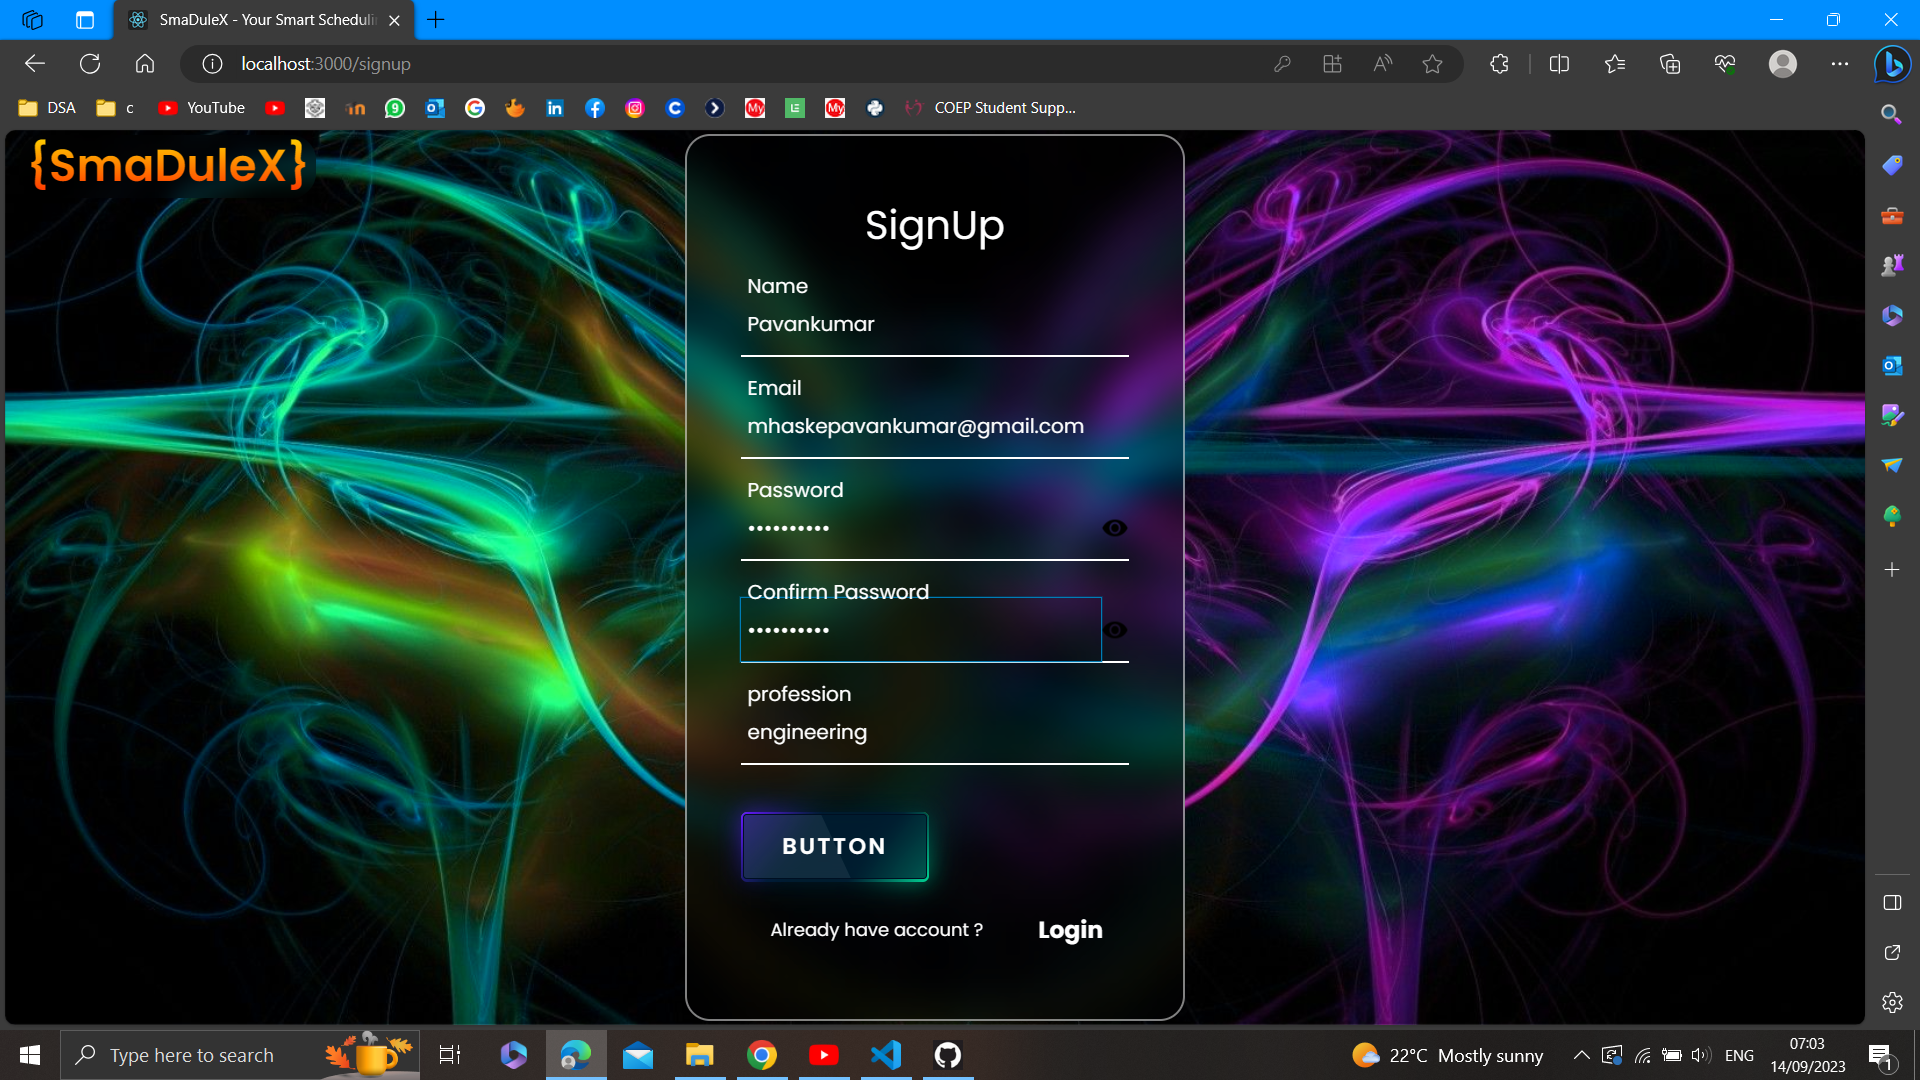 SmaDuleX - Your Smart Schedulin
localhost:3000/signup
DSA
c
YouTube
COEP Student Supp...
{SmaDuleX}
SignUp
Name
Pavankumar
Email
mhaskepavankumar@gmail.com
Password
••••••••••
Confirm Password
••••••••••
profession
engineering
BUTTON
Already have account ? Login
Type here to search
22°C Mostly sunny
ENG
07:03
14/09/2023
1